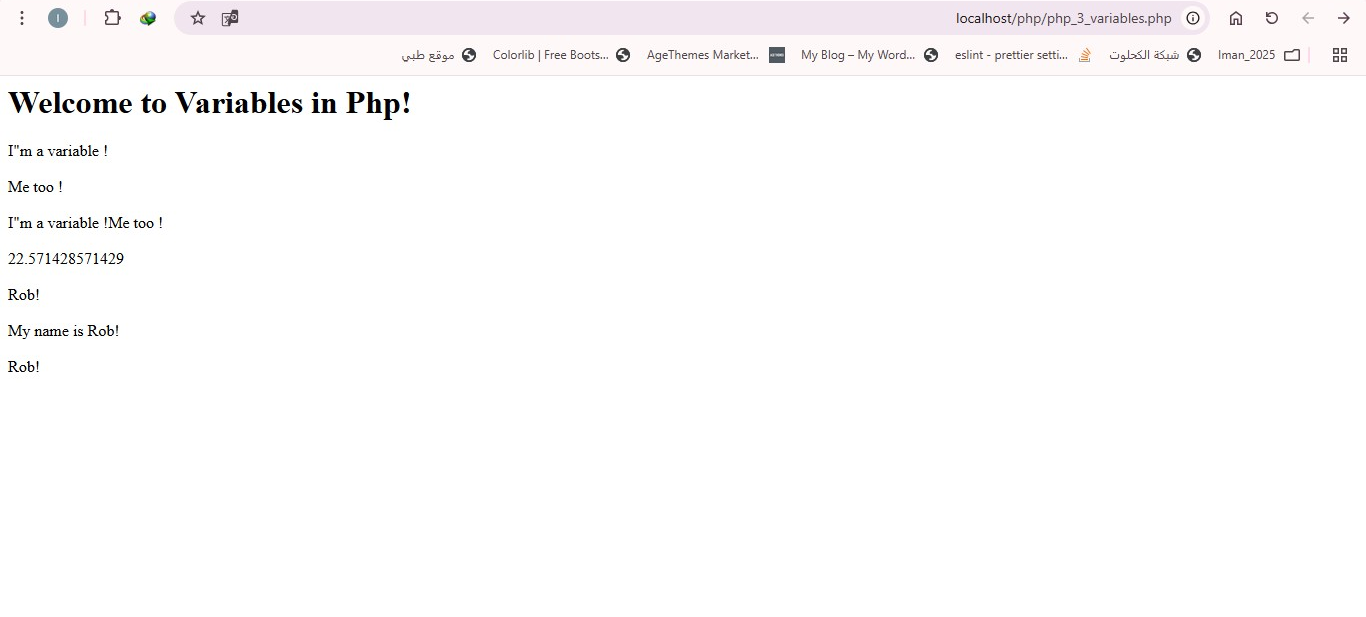 I
localhost/php/php_3_variables.php
Iman_2025
شبكة الكحلوت
eslint - prettier setti...
My Blog – My Word...
AgeThemes Market...
Colorlib | Free Boots...
موقع طبي
Welcome to Variables in Php!
I"m a variable !
Me too !
I"m a variable !Me too !
22.571428571429
Rob!
My name is Rob!
Rob!